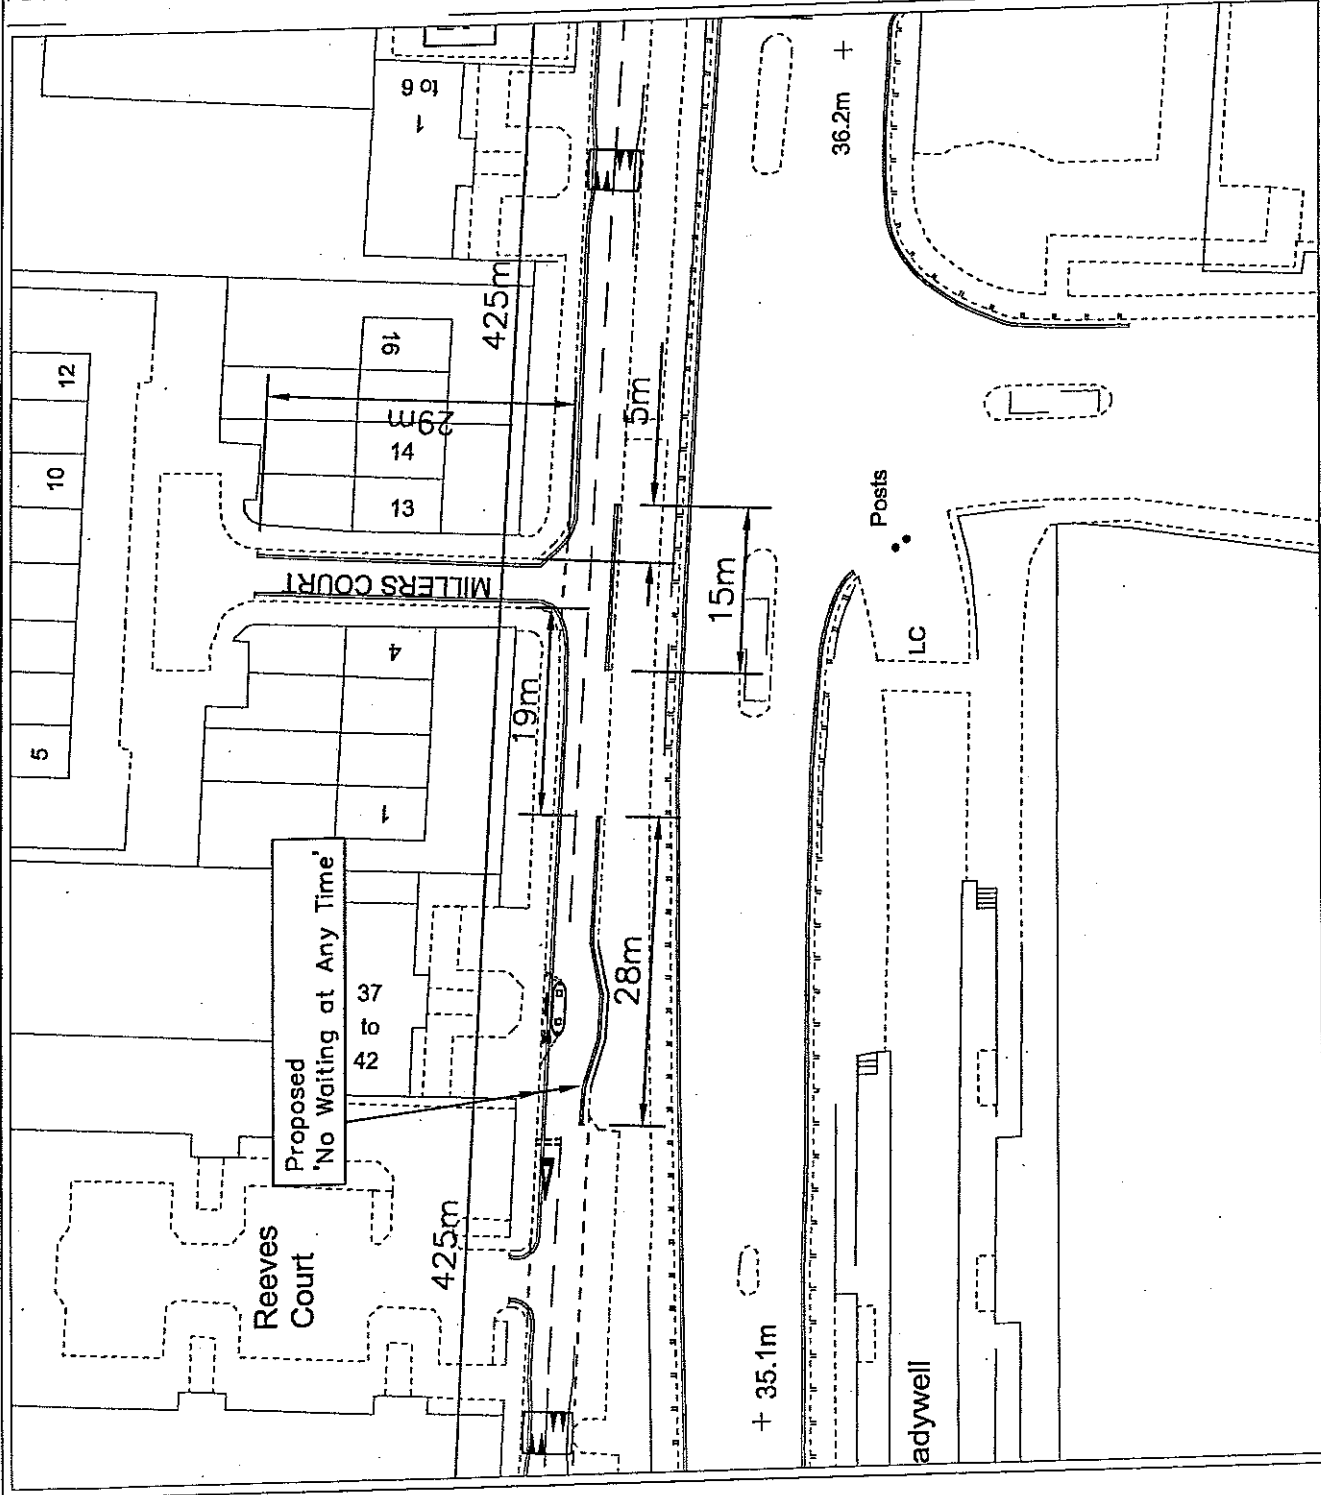 1
to 6
36.2m
12
10
5
16
14
13
425m
29m
5m
MILLERS COURT
Posts
15m
LC
4
1
19m
Proposed
'No Waiting at Any Time'
37
to
42
28m
Reeves
Court
425m
35.1m
adywell